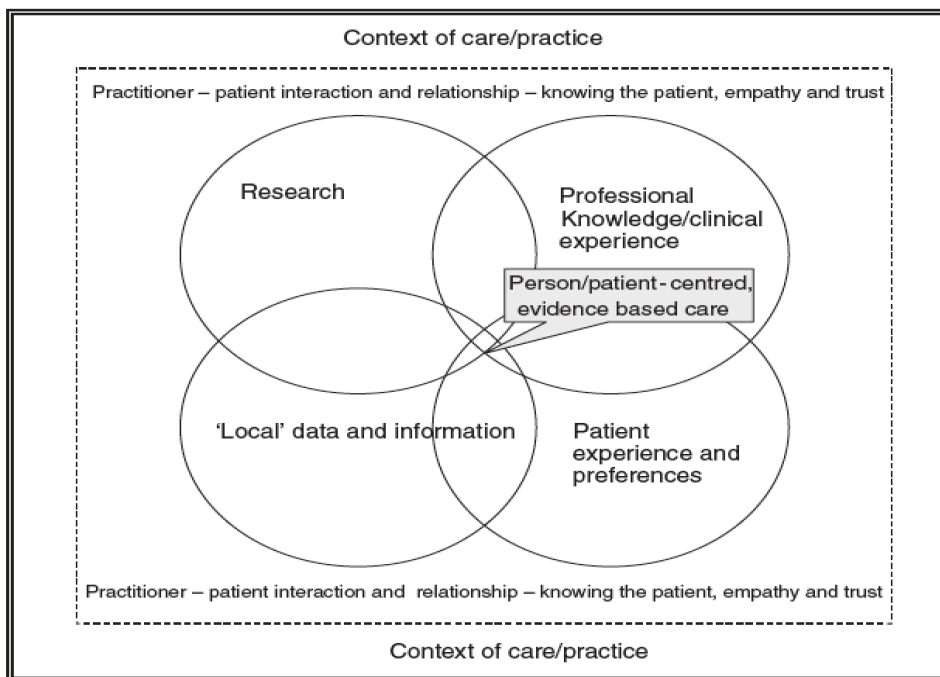 Context of care/practice
Practitioner – patient interaction and relationship – knowing the patient, empathy and trust
Research
Professional
Knowledge/clinical
experience
Person/patient-centred,
evidence based care
‘Local’ data and information
Patient
experience and
preferences
Practitioner – patient interaction and relationship – knowing the patient, empathy and trust
Context of care/practice